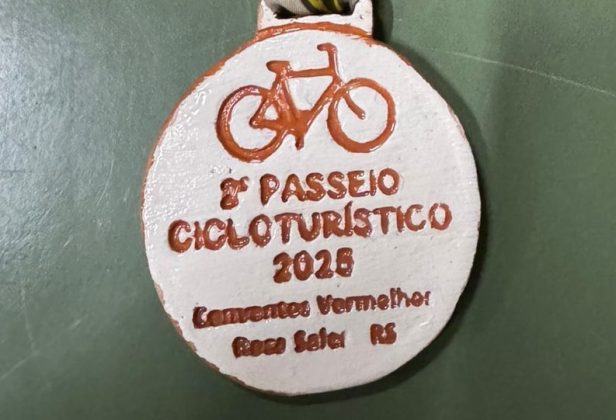 2º PASSEIO
CICLOTURÍSTICO
2025
Conventos Vermelhos
Roca Sales RS